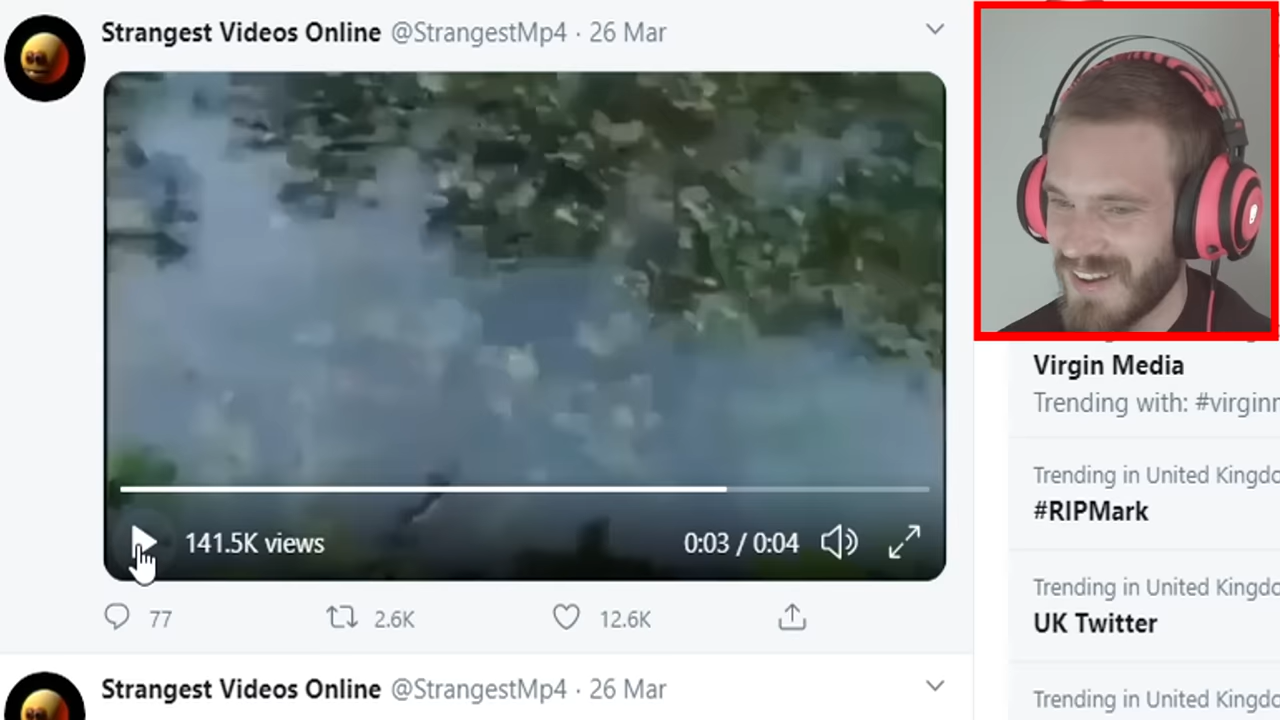 Strangest Videos Online @StrangestMp4 · 26 Mar
141.5K views
0:03 / 0:04
77
2.6K
12.6K
Strangest Videos Online @StrangestMp4 · 26 Mar
Virgin Media
Trending with: #virginm
Trending in United Kingdo
#RIPMark
Trending in United Kingdo
UK Twitter
Trending in United Kingdo